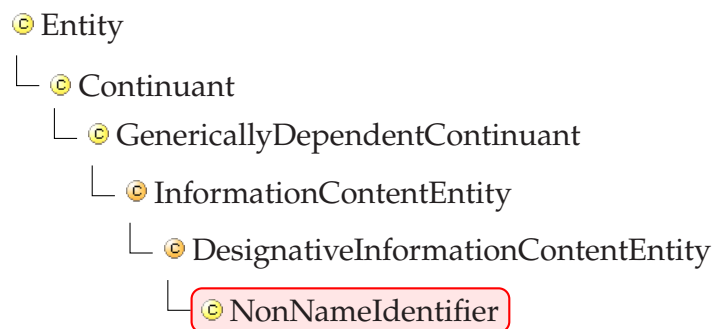 C Entity
C Continuant
C GenericallyDependentContinuant
C InformationContentEntity
C DesignativeInformationContentEntity
C NonNameIdentifier